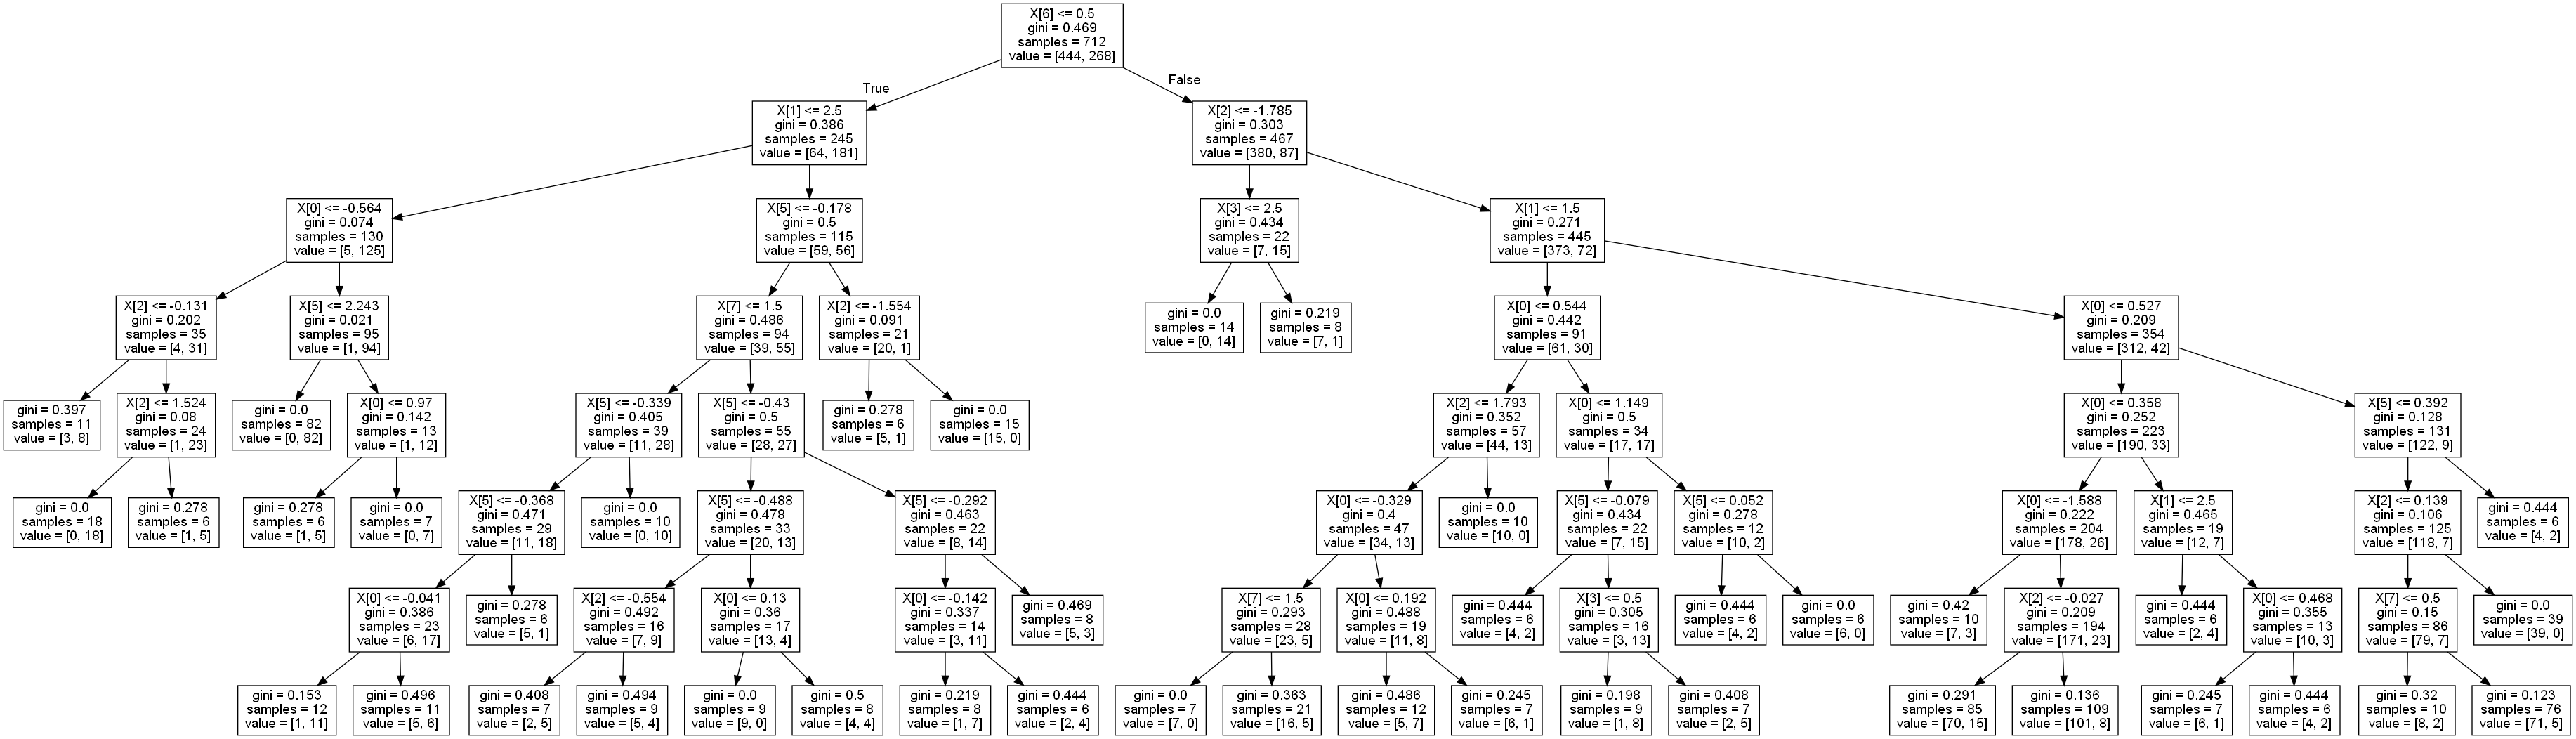 X[6] <= 0.5
gini = 0.469
samples = 712
value = [444, 268]
True
False
X[1] <= 2.5
gini = 0.386
samples = 245
value = [64, 181]
X[2] <= -1.785
gini = 0.303
samples = 467
value = [380, 87]
X[0] <= -0.564
gini = 0.074
samples = 130
value = [5, 125]
X[5] <= -0.178
gini = 0.5
samples = 115
value = [59, 56]
X[3] <= 2.5
gini = 0.434
samples = 22
value = [7, 15]
X[1] <= 1.5
gini = 0.271
samples = 445
value = [373, 72]
X[2] <= -0.131
gini = 0.202
samples = 35
value = [4, 31]
X[5] <= 2.243
gini = 0.021
samples = 95
value = [1, 94]
X[7] <= 1.5
gini = 0.486
samples = 94
value = [39, 55]
X[2] <= -1.554
gini = 0.091
samples = 21
value = [20, 1]
gini = 0.0
samples = 14
value = [0, 14]
gini = 0.219
samples = 8
value = [7, 1]
X[0] <= 0.544
gini = 0.442
samples = 91
value = [61, 30]
X[0] <= 0.527
gini = 0.209
samples = 354
value = [312, 42]
gini = 0.397
samples = 11
value = [3, 8]
X[2] <= 1.524
gini = 0.08
samples = 24
value = [1, 23]
gini = 0.0
samples = 82
value = [0, 82]
X[0] <= 0.97
gini = 0.142
samples = 13
value = [1, 12]
X[5] <= -0.339
gini = 0.405
samples = 39
value = [11, 28]
X[5] <= -0.43
gini = 0.5
samples = 55
value = [28, 27]
gini = 0.278
samples = 6
value = [5, 1]
gini = 0.0
samples = 15
value = [15, 0]
X[2] <= 1.793
gini = 0.352
samples = 57
value = [44, 13]
X[0] <= 1.149
gini = 0.5
samples = 34
value = [17, 17]
X[0] <= 0.358
gini = 0.252
samples = 223
value = [190, 33]
X[5] <= 0.392
gini = 0.128
samples = 131
value = [122, 9]
gini = 0.0
samples = 18
value = [0, 18]
gini = 0.278
samples = 6
value = [1, 5]
gini = 0.278
samples = 6
value = [1, 5]
gini = 0.0
samples = 7
value = [0, 7]
X[5] <= -0.368
gini = 0.471
samples = 29
value = [11, 18]
gini = 0.0
samples = 10
value = [0, 10]
X[5] <= -0.488
gini = 0.478
samples = 33
value = [20, 13]
X[5] <= -0.292
gini = 0.463
samples = 22
value = [8, 14]
X[0] <= -0.329
gini = 0.4
samples = 47
value = [34, 13]
gini = 0.0
samples = 10
value = [10, 0]
X[5] <= -0.079
gini = 0.434
samples = 22
value = [7, 15]
X[5] <= 0.052
gini = 0.278
samples = 12
value = [10, 2]
X[0] <= -1.588
gini = 0.222
samples = 204
value = [178, 26]
X[1] <= 2.5
gini = 0.465
samples = 19
value = [12, 7]
X[2] <= 0.139
gini = 0.106
samples = 125
value = [118, 7]
gini = 0.444
samples = 6
value = [4, 2]
X[0] <= -0.041
gini = 0.386
samples = 23
value = [6, 17]
gini = 0.278
samples = 6
value = [5, 1]
X[2] <= -0.554
gini = 0.492
samples = 16
value = [7, 9]
X[0] <= 0.13
gini = 0.36
samples = 17
value = [13, 4]
X[0] <= -0.142
gini = 0.337
samples = 14
value = [3, 11]
gini = 0.469
samples = 8
value = [5, 3]
X[7] <= 1.5
gini = 0.293
samples = 28
value = [23, 5]
X[0] <= 0.192
gini = 0.488
samples = 19
value = [11, 8]
gini = 0.444
samples = 6
value = [4, 2]
X[3] <= 0.5
gini = 0.305
samples = 16
value = [3, 13]
gini = 0.444
samples = 6
value = [4, 2]
gini = 0.0
samples = 6
value = [6, 0]
gini = 0.42
samples = 10
value = [7, 3]
X[2] <= -0.027
gini = 0.209
samples = 194
value = [171, 23]
gini = 0.444
samples = 6
value = [2, 4]
X[0] <= 0.468
gini = 0.355
samples = 13
value = [10, 3]
X[7] <= 0.5
gini = 0.15
samples = 86
value = [79, 7]
gini = 0.0
samples = 39
value = [39, 0]
gini = 0.153
samples = 12
value = [1, 11]
gini = 0.496
samples = 11
value = [5, 6]
gini = 0.408
samples = 7
value = [2, 5]
gini = 0.494
samples = 9
value = [5, 4]
gini = 0.0
samples = 9
value = [9, 0]
gini = 0.5
samples = 8
value = [4, 4]
gini = 0.219
samples = 8
value = [1, 7]
gini = 0.444
samples = 6
value = [2, 4]
gini = 0.0
samples = 7
value = [7, 0]
gini = 0.363
samples = 21
value = [16, 5]
gini = 0.486
samples = 12
value = [5, 7]
gini = 0.245
samples = 7
value = [6, 1]
gini = 0.198
samples = 9
value = [1, 8]
gini = 0.408
samples = 7
value = [2, 5]
gini = 0.291
samples = 85
value = [70, 15]
gini = 0.136
samples = 109
value = [101, 8]
gini = 0.245
samples = 7
value = [6, 1]
gini = 0.444
samples = 6
value = [4, 2]
gini = 0.32
samples = 10
value = [8, 2]
gini = 0.123
samples = 76
value = [71, 5]